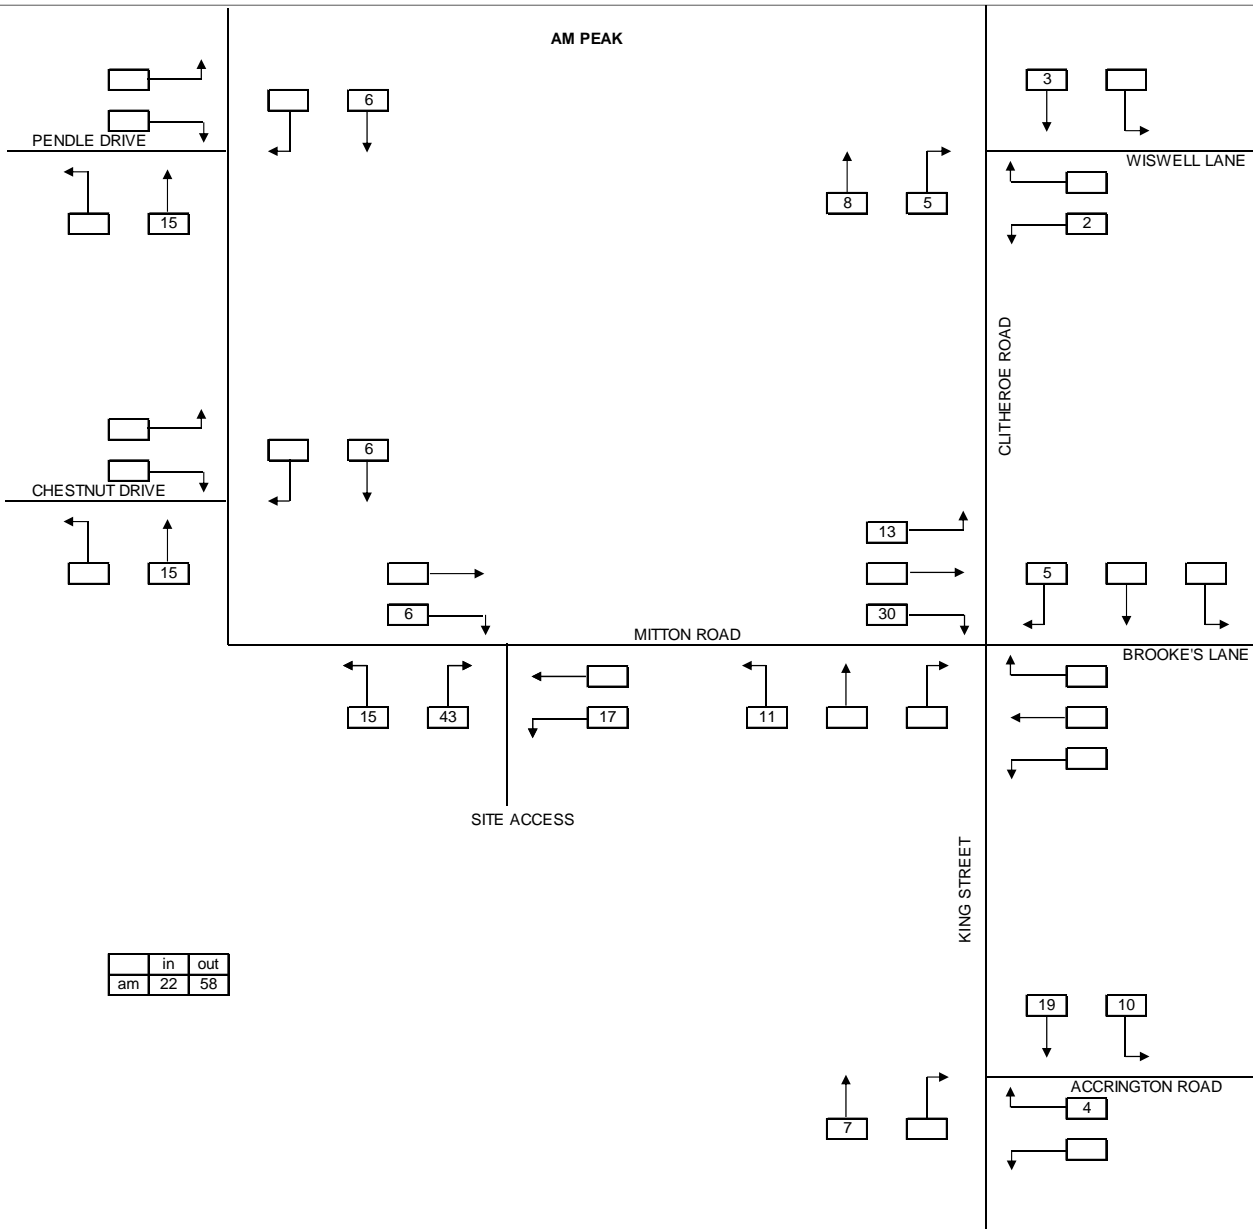 AM PEAK
3
6
PENDLE DRIVE
WISWELL LANE
8 5
2
15
CLITHEROE ROAD
6
CHESTNUT DRIVE
13
15
5
6
30
MITTON ROAD
BROOKE'S LANE
15 43
17
11
SITE ACCESS
KING STREET
in out
am 22 58
19 10
ACCRINGTON ROAD
4
7